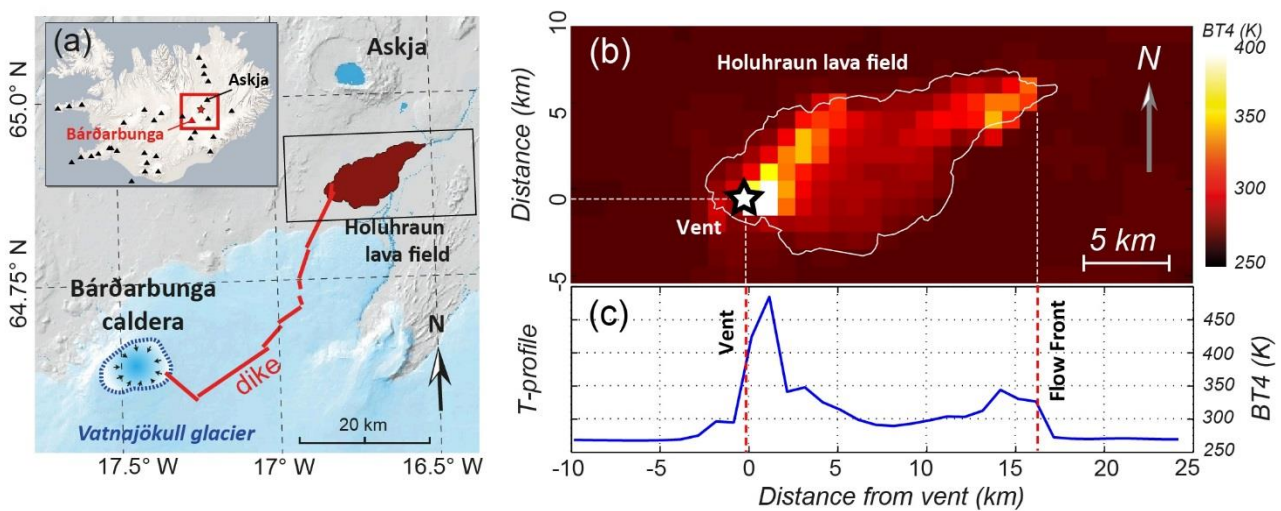 (a)
Askja
Bárðarbunga
Askja
65.0° N
64.75° N
Holuhraun
lava field
Bárðarbunga
caldera
dike
N
Vatnajökull glacier
20 km
17.5° W
17° W
16.5° W
(b)
Holuhraun lava field
Vent
N
5 km
Distance (km)
10
5
0
-5
BT4 (K)
400
350
300
250
(c)
Vent
Flow Front
T-profile
450
400
350
300
250
BT4 (K)
-10
-5
0
5
10
15
20
25
Distance from vent (km)